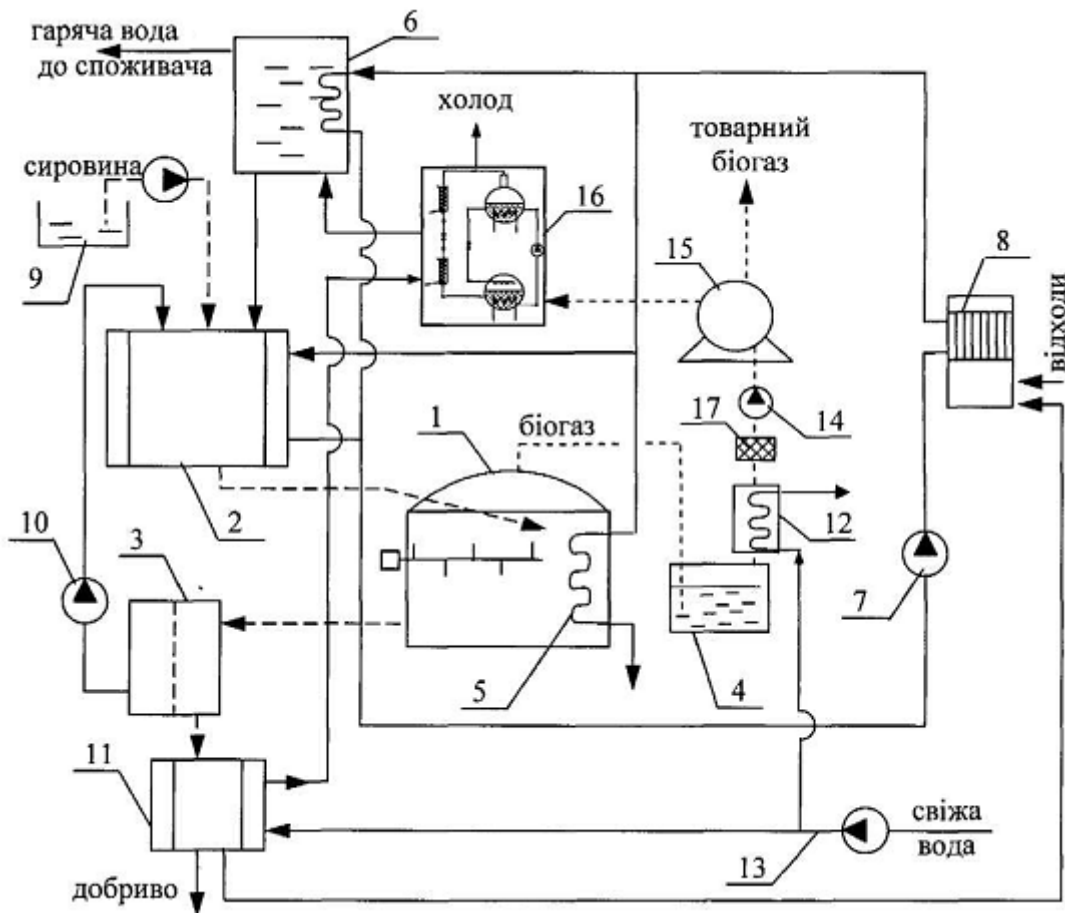 гаряча вода
до споживача
6
холод
товарний
біогаз
сировина
16
15
8
9
відходи
1
біогаз
14
17
2
12
10
3
7
5
4
11
свіжа
вода
13
добриво